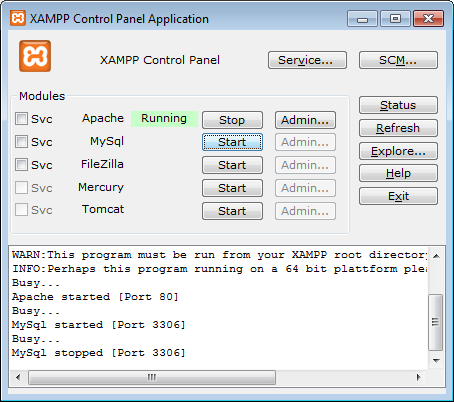 XAMPP Control Panel Application
XAMPP Control Panel
Service...
SCM...
Modules
Svc Apache Running Stop Admin...
Svc MySql Start Admin...
Svc FileZilla Start Admin...
Svc Mercury Start Admin...
Svc Tomcat Start Admin...
Status
Refresh
Explore...
Help
Exit
WARN:This program must be run from your XAMPP root directory
INFO:Perhaps this program running on a 64 bit plattform plea
Busy...
Apache started [Port 80]
Busy...
MySql started [Port 3306]
Busy...
MySql stopped [Port 3306]